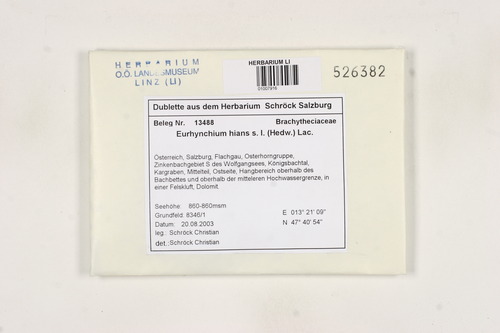 HERBARIUM
O.Ö. LANDESMUSEUM
LINZ (LI)
HERBARIUM LI
526382
Dublette aus dem Herbarium Schröck Salzburg
Beleg Nr. 13488 Brachytheciaceae
Eurhynchium hians s. l. (Hedw.) Lac.
Österreich, Salzburg, Flachgau, Osterhorngruppe,
Zinkenbachgebiet S des Wolfgangsees, Königsbachtal,
Kargraben, Mittelteil, Ostseite, Hangbereich oberhalb des
Bachbettes und oberhalb der mitteleren Hochwassergrenze, in
einer Felskluft, Dolomit.
Seehöhe: 860-860msm
Grundfeld: 8346/1 E 013° 21' 09"
Datum: 20.08.2003 N 47° 40' 54"
leg.: Schröck Christian
det.: Schröck Christian